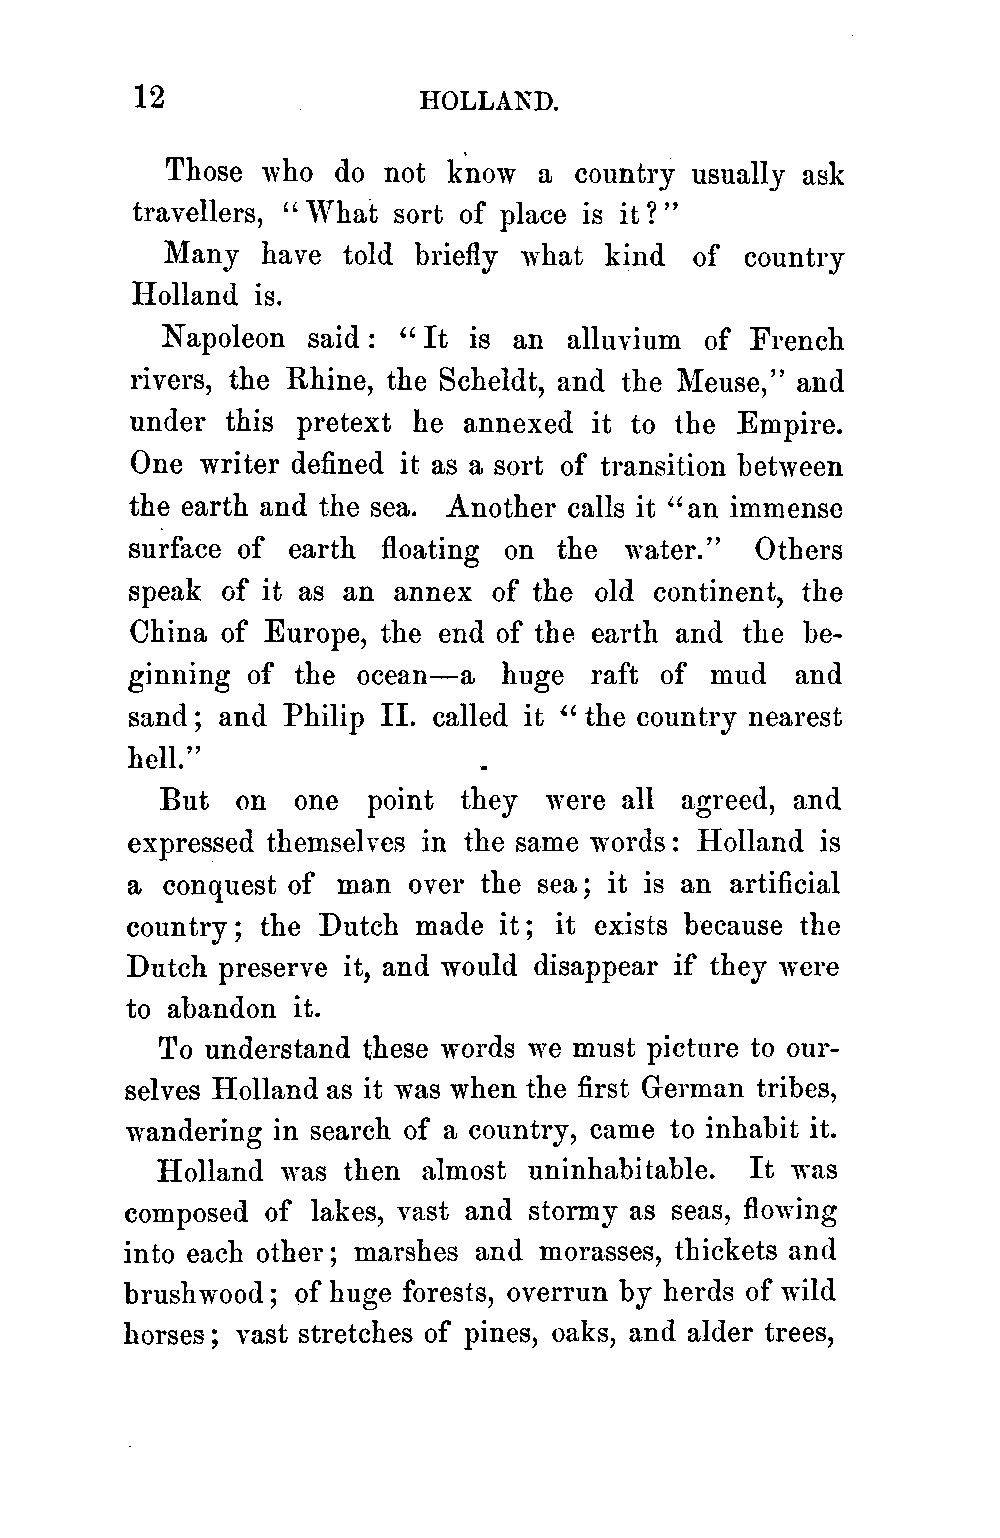 12 HOLLAND.
Those who do not know a country usually ask
travellers, “What sort of place is it?”
Many have told briefly what kind of country
Holland is.
Napoleon said: “It is an alluvium of French
rivers, the Rhine, the Scheldt, and the Meuse,” and
under this pretext he annexed it to the Empire.
One writer defined it as a sort of transition between
the earth and the sea. Another calls it “an immense
surface of earth floating on the water.” Others
speak of it as an annex of the old continent, the
China of Europe, the end of the earth and the be-
ginning of the ocean—a huge raft of mud and
sand; and Philip II. called it “the country nearest
hell.”
But on one point they were all agreed, and
expressed themselves in the same words: Holland is
a conquest of man over the sea; it is an artificial
country; the Dutch made it; it exists because the
Dutch preserve it, and would disappear if they were
to abandon it.
To understand these words we must picture to our-
selves Holland as it was when the first German tribes,
wandering in search of a country, came to inhabit it.
Holland was then almost uninhabitable. It was
composed of lakes, vast and stormy as seas, flowing
into each other; marshes and morasses, thickets and
brushwood; of huge forests, overrun by herds of wild
horses; vast stretches of pines, oaks, and alder trees,